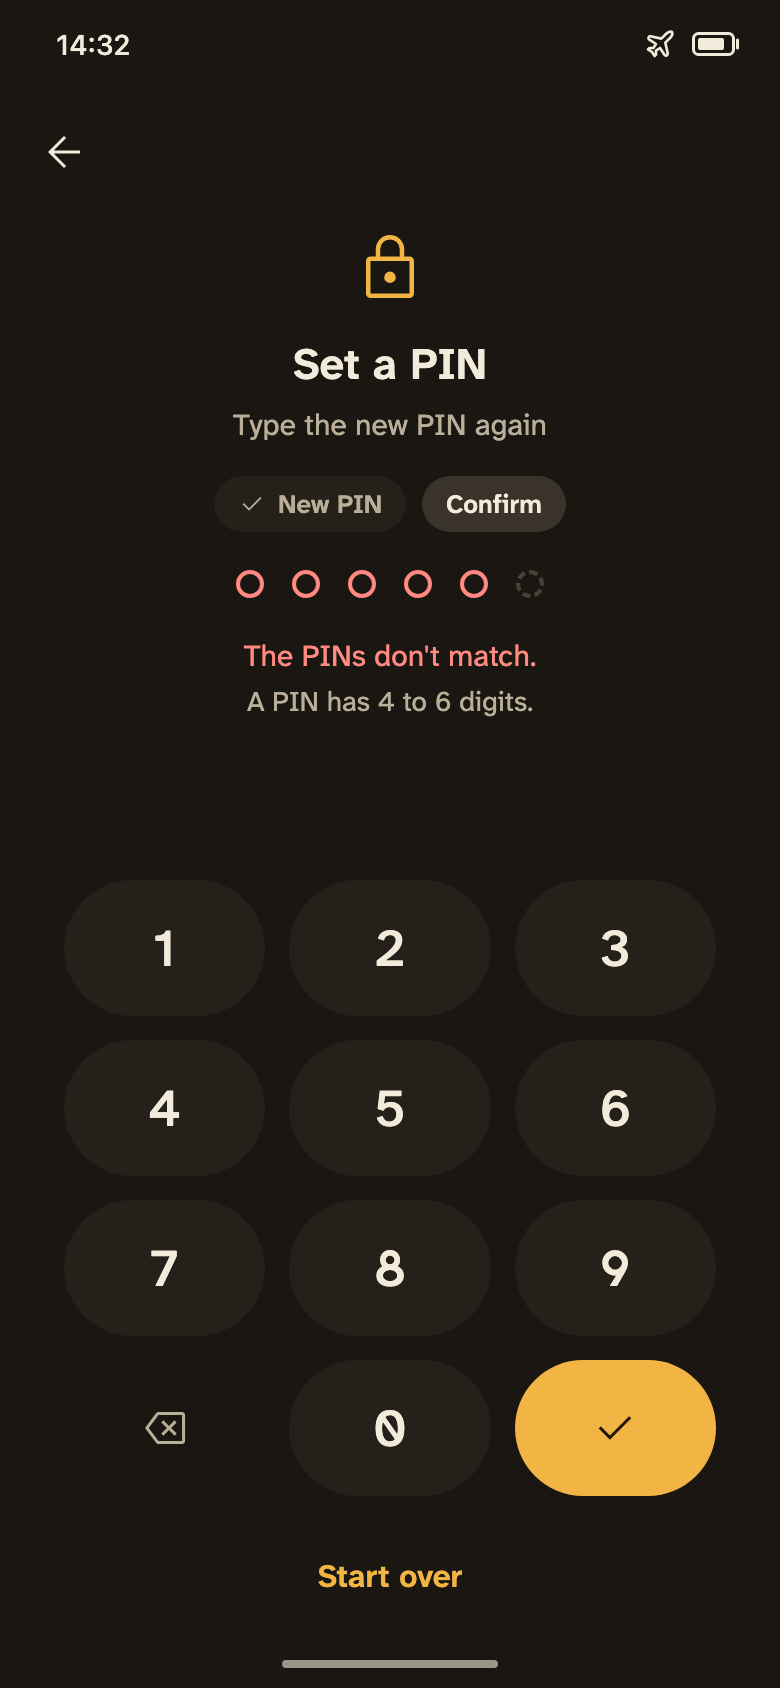 14:32
Set a PIN
Type the new PIN again
New PIN Confirm
The PINs don't match.
A PIN has 4 to 6 digits.
1 2 3
4 5 6
7 8 9
0
Start over